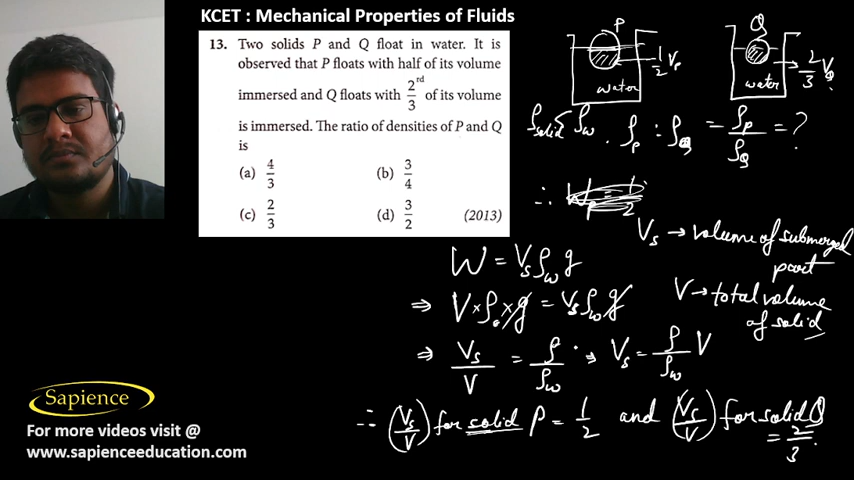 KCET : Mechanical Properties of Fluids
13. Two solids P and Q float in water. It is
observed that P floats with half of its volume
immersed and Q floats with 2/3 rd of its volume
is immersed. The ratio of densities of P and Q
is
(a) 4/3 (b) 3/4
(c) 2/3 (d) 3/2 (2013)
P
1/2 Vp
water
Q
2/3 VQ
water
ρsolid < ρw . ρP : ρQ = ρP/ρQ = ?
∴
Vs → volume of submerged
part
W = Vs ρw g
V → total volume
of solid
⇒ V × ρ × g = Vs ρw g
⇒ Vs/V = ρ/ρw ⇒ Vs = ρ/ρw V
∴ (Vs/V) for solid P = 1/2 and (Vs/V) for solid Q
= 2/3
Sapience
For more videos visit @
www.sapienceeducation.com